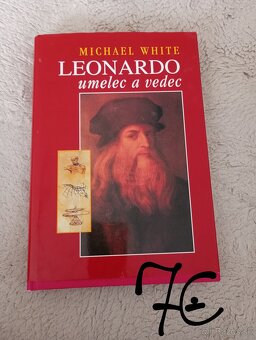 MICHAEL WHITE
LEONARDO
umelec a vedec
7€